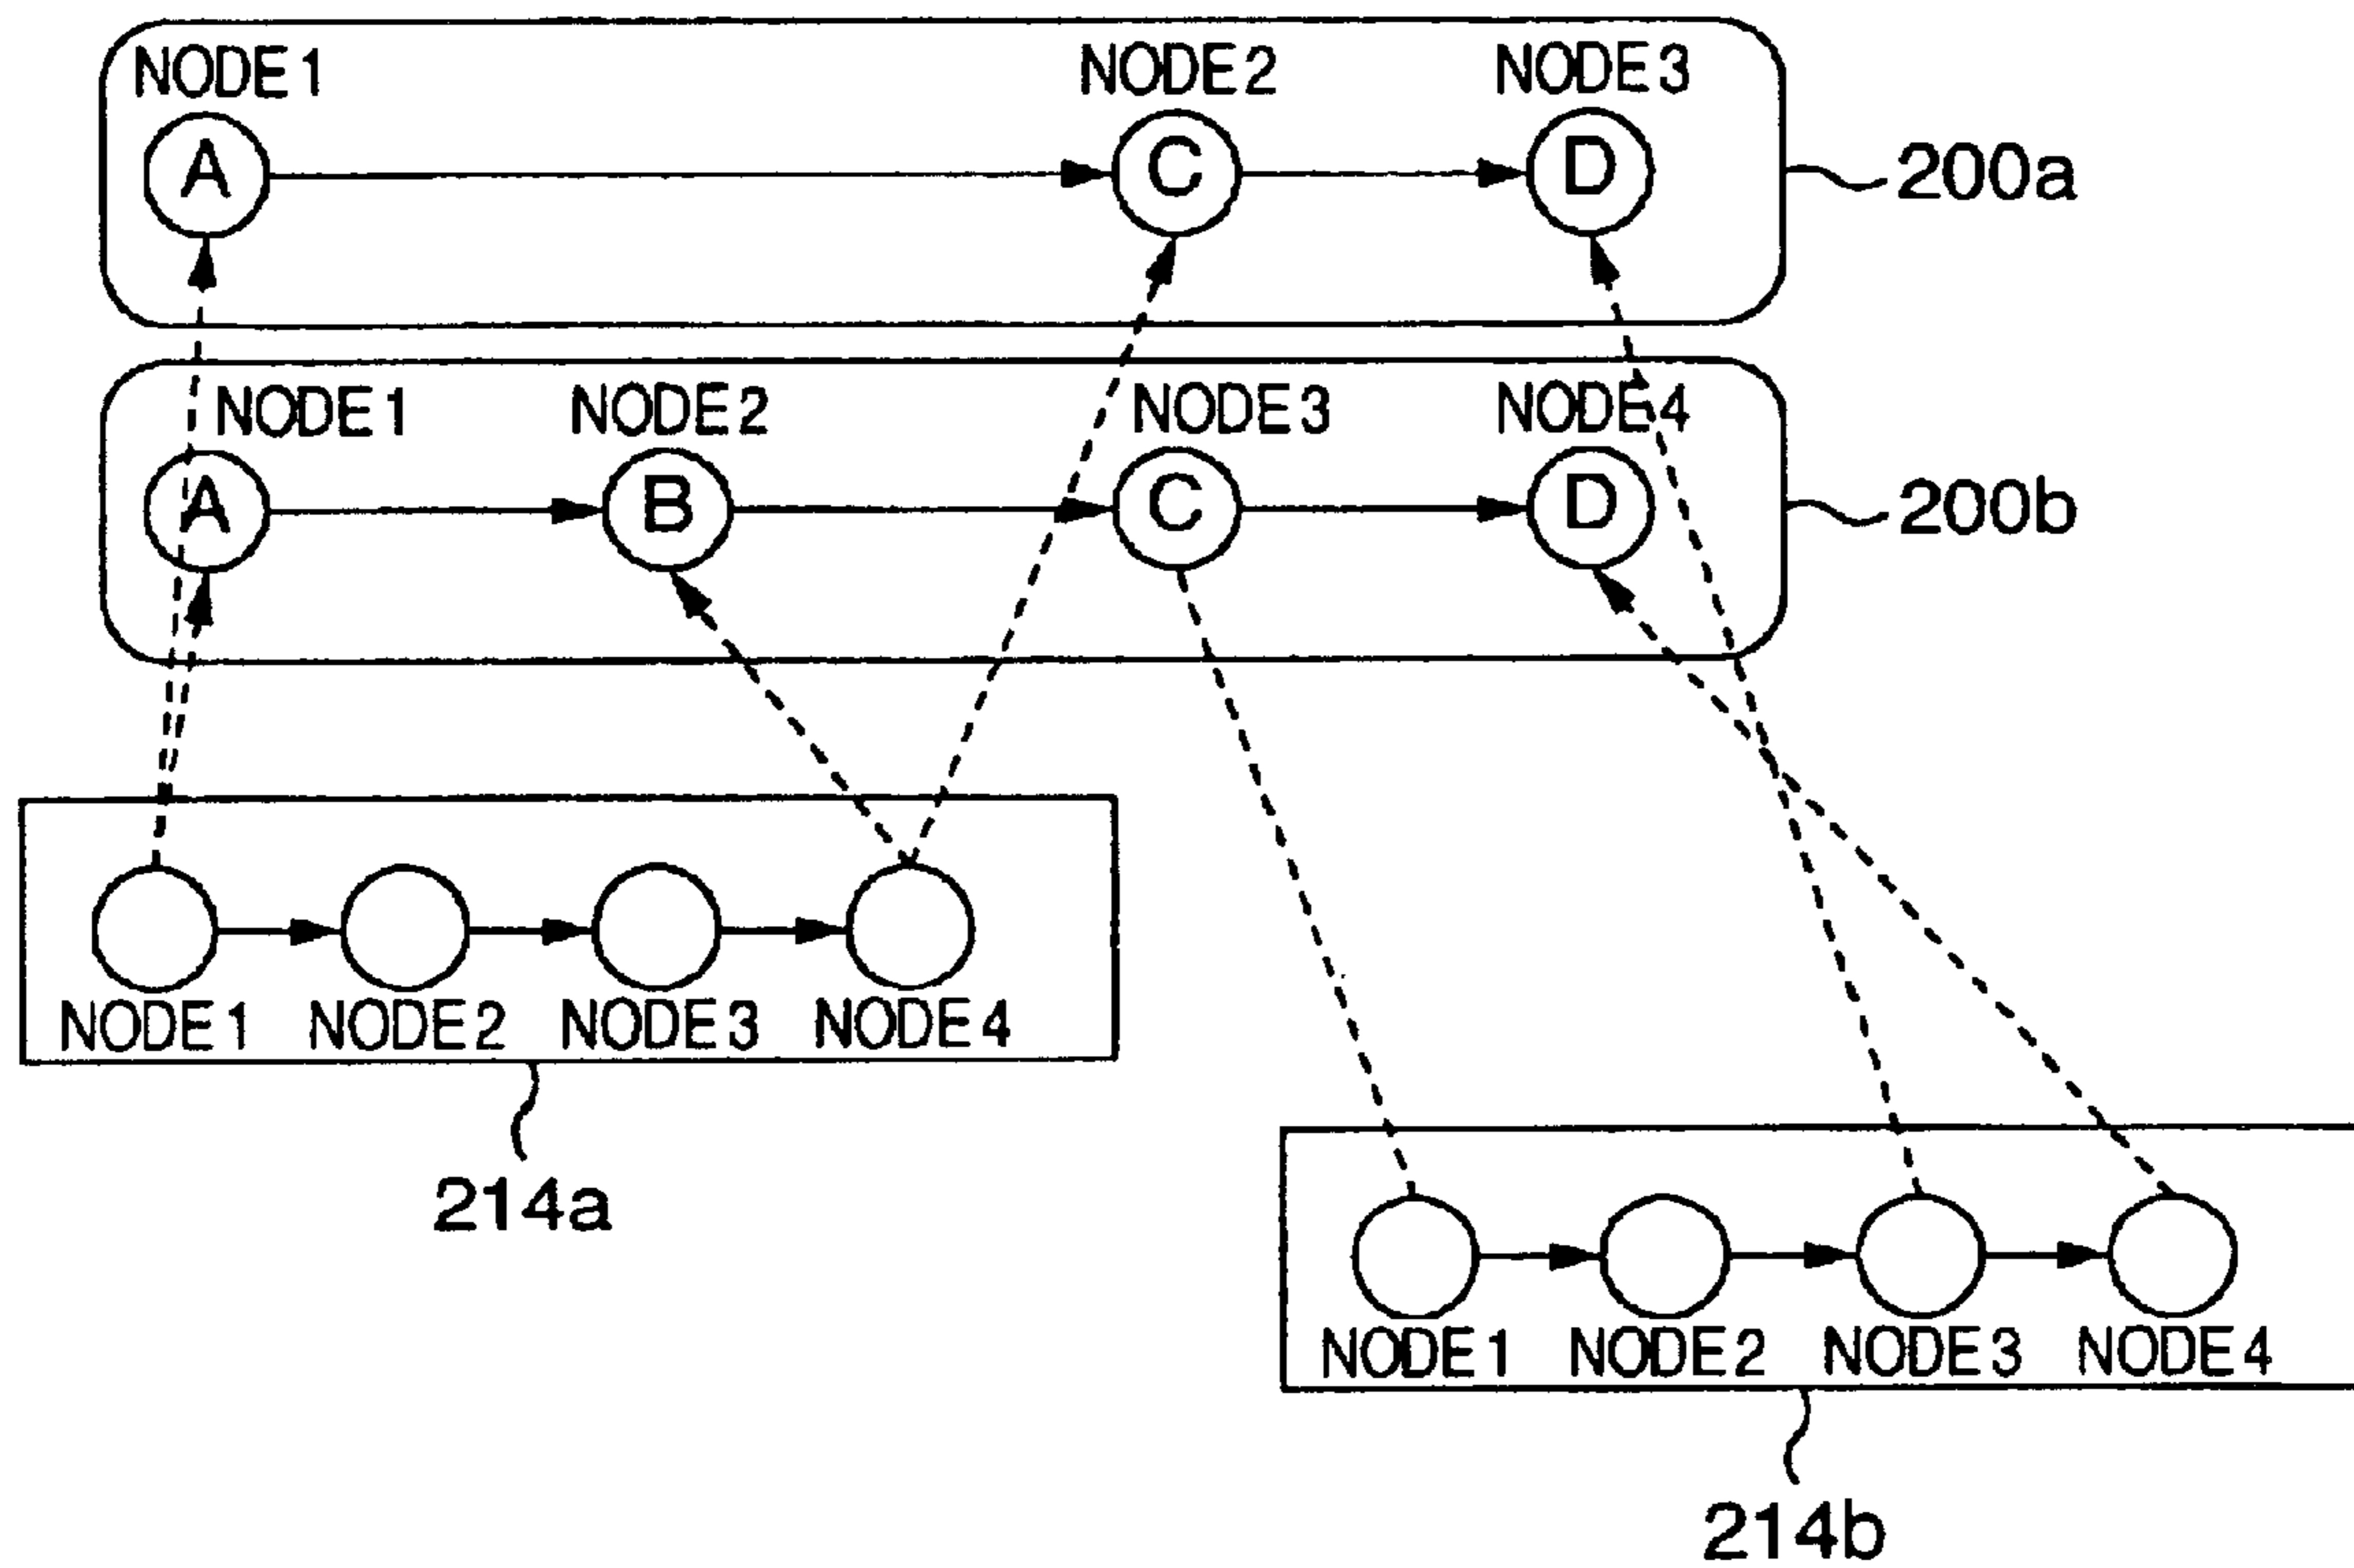 NODE1 NODE2 NODE3
A C D
200a
NODE1 NODE2 NODE3 NODE4
A B C D
200b
NODE1 NODE2 NODE3 NODE4
214a
NODE1 NODE2 NODE3 NODE4
214b